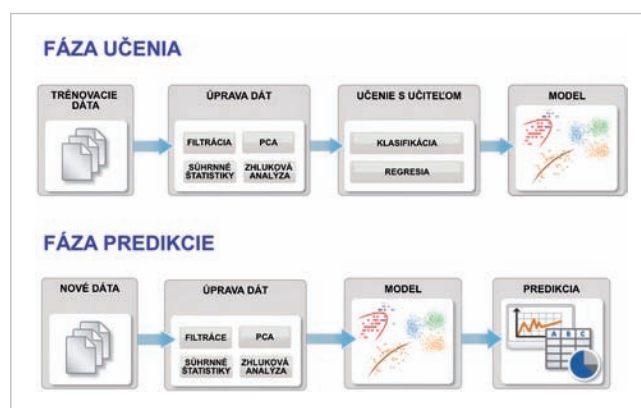 FÁZA UČENIA
TRÉNOVACIE
DÁTA
ÚPRAVA DÁT
FILTRÁCIA
PCA
SÚHRNNÉ
ŠTATISTIKY
ZHLUKOVÁ
ANALÝZA
UČENIE S UČITEĽOM
KLASIFIKÁCIA
REGRESIA
MODEL
FÁZA PREDIKCIE
NOVÉ DÁTA
ÚPRAVA DÁT
FILTRÁCE
PCA
SÚHRNNÉ
ŠTATISTIKY
ZHLUKOVÁ
ANALÝZA
MODEL
PREDIKCIA
A B C